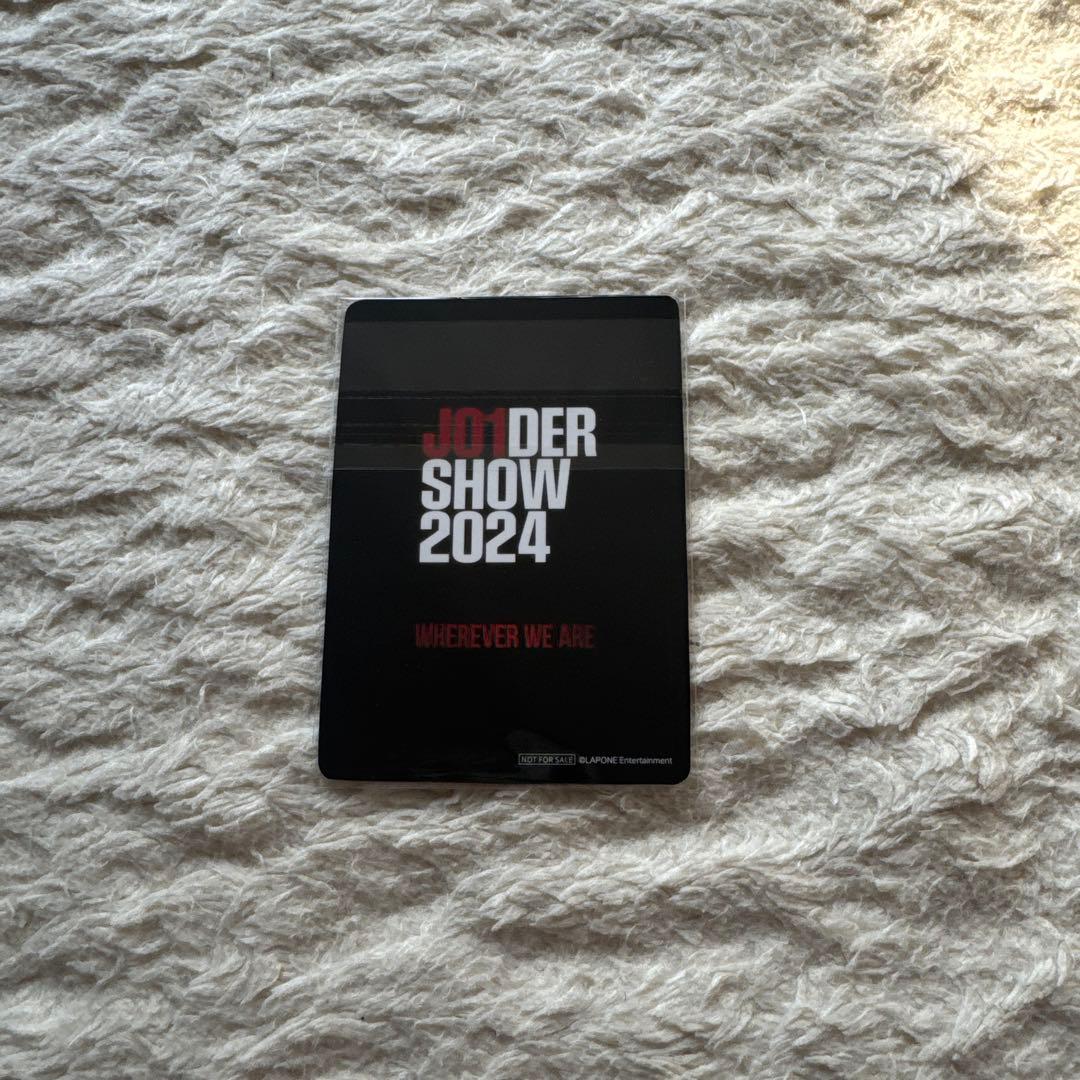 JO1DER
SHOW
2024
WHEREVER WE ARE
NOT FOR SALE ©LAPONE Entertainment